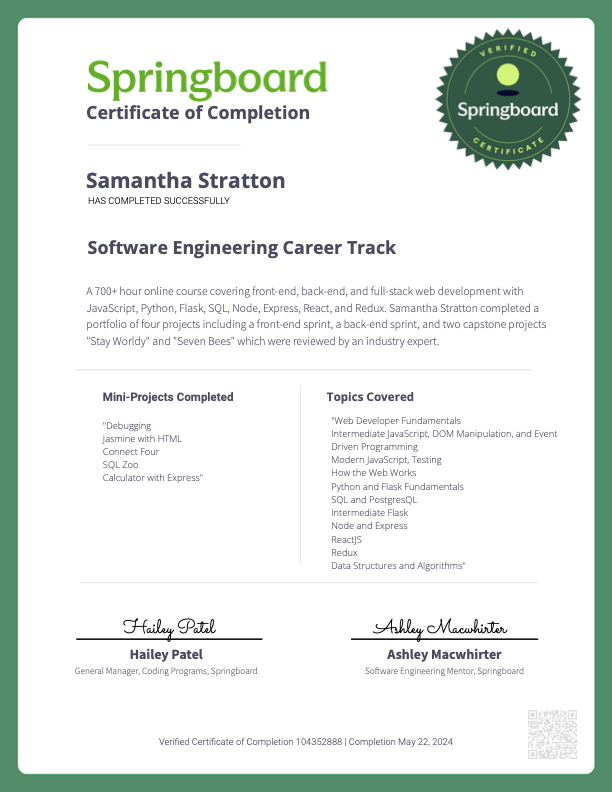 Springboard
Certificate of Completion
VERIFIED
Springboard
CERTIFICATE
Samantha Stratton
HAS COMPLETED SUCCESSFULLY
Software Engineering Career Track
A 700+ hour online course covering front-end, back-end, and full-stack web development with
JavaScript, Python, Flask, SQL, Node, Express, React, and Redux. Samantha Stratton completed a
portfolio of four projects including a front-end sprint, a back-end sprint, and two capstone projects
"Stay Worldy" and "Seven Bees" which were reviewed by an industry expert.
Mini-Projects Completed
"Debugging
Jasmine with HTML
Connect Four
SQL Zoo
Calculator with Express"
Topics Covered
"Web Developer Fundamentals
Intermediate JavaScript, DOM Manipulation, and Event
Driven Programming
Modern JavaScript, Testing
How the Web Works
Python and Flask Fundamentals
SQL and PostgresQL
Intermediate Flask
Node and Express
ReactJS
Redux
Data Structures and Algorithms"
Hailey Patel
Hailey Patel
General Manager, Coding Programs, Springboard
Ashley Macwhirter
Ashley Macwhirter
Software Engineering Mentor, Springboard
Verified Certificate of Completion 104352888 | Completion May 22, 2024